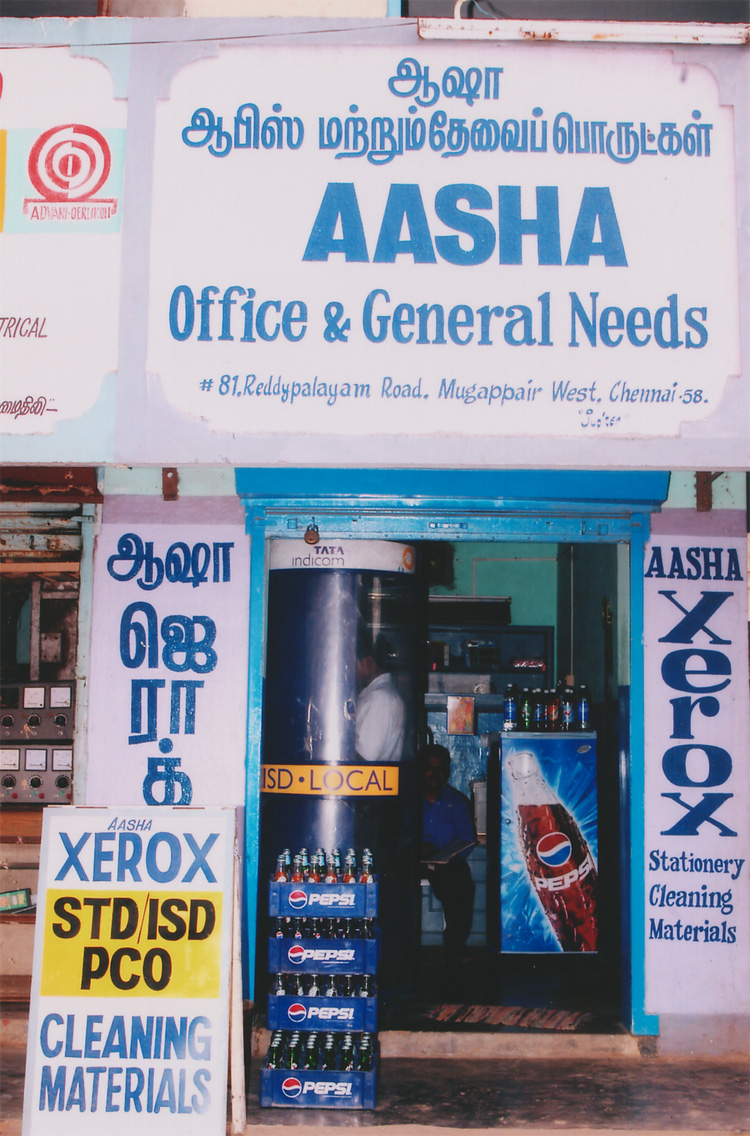 ஆஷா
ஆபிஸ் மற்றும்தேவைப்பொருட்கள்
AASHA
Office & General Needs
# 81,Reddypalayam Road, Mugappair West, Chennai-58.
ADVANI-OERLIKON
TRICAL
ஆஷா
ஜெ
ரா
க்
TATA
indicom
ISD·LOCAL
PEPSI
PEPSI
PEPSI
PEPSI
PEPSI
AASHA
Xerox
Stationery
Cleaning
Materials
AASHA
XEROX
STD/ISD
PCO
CLEANING
MATERIALS